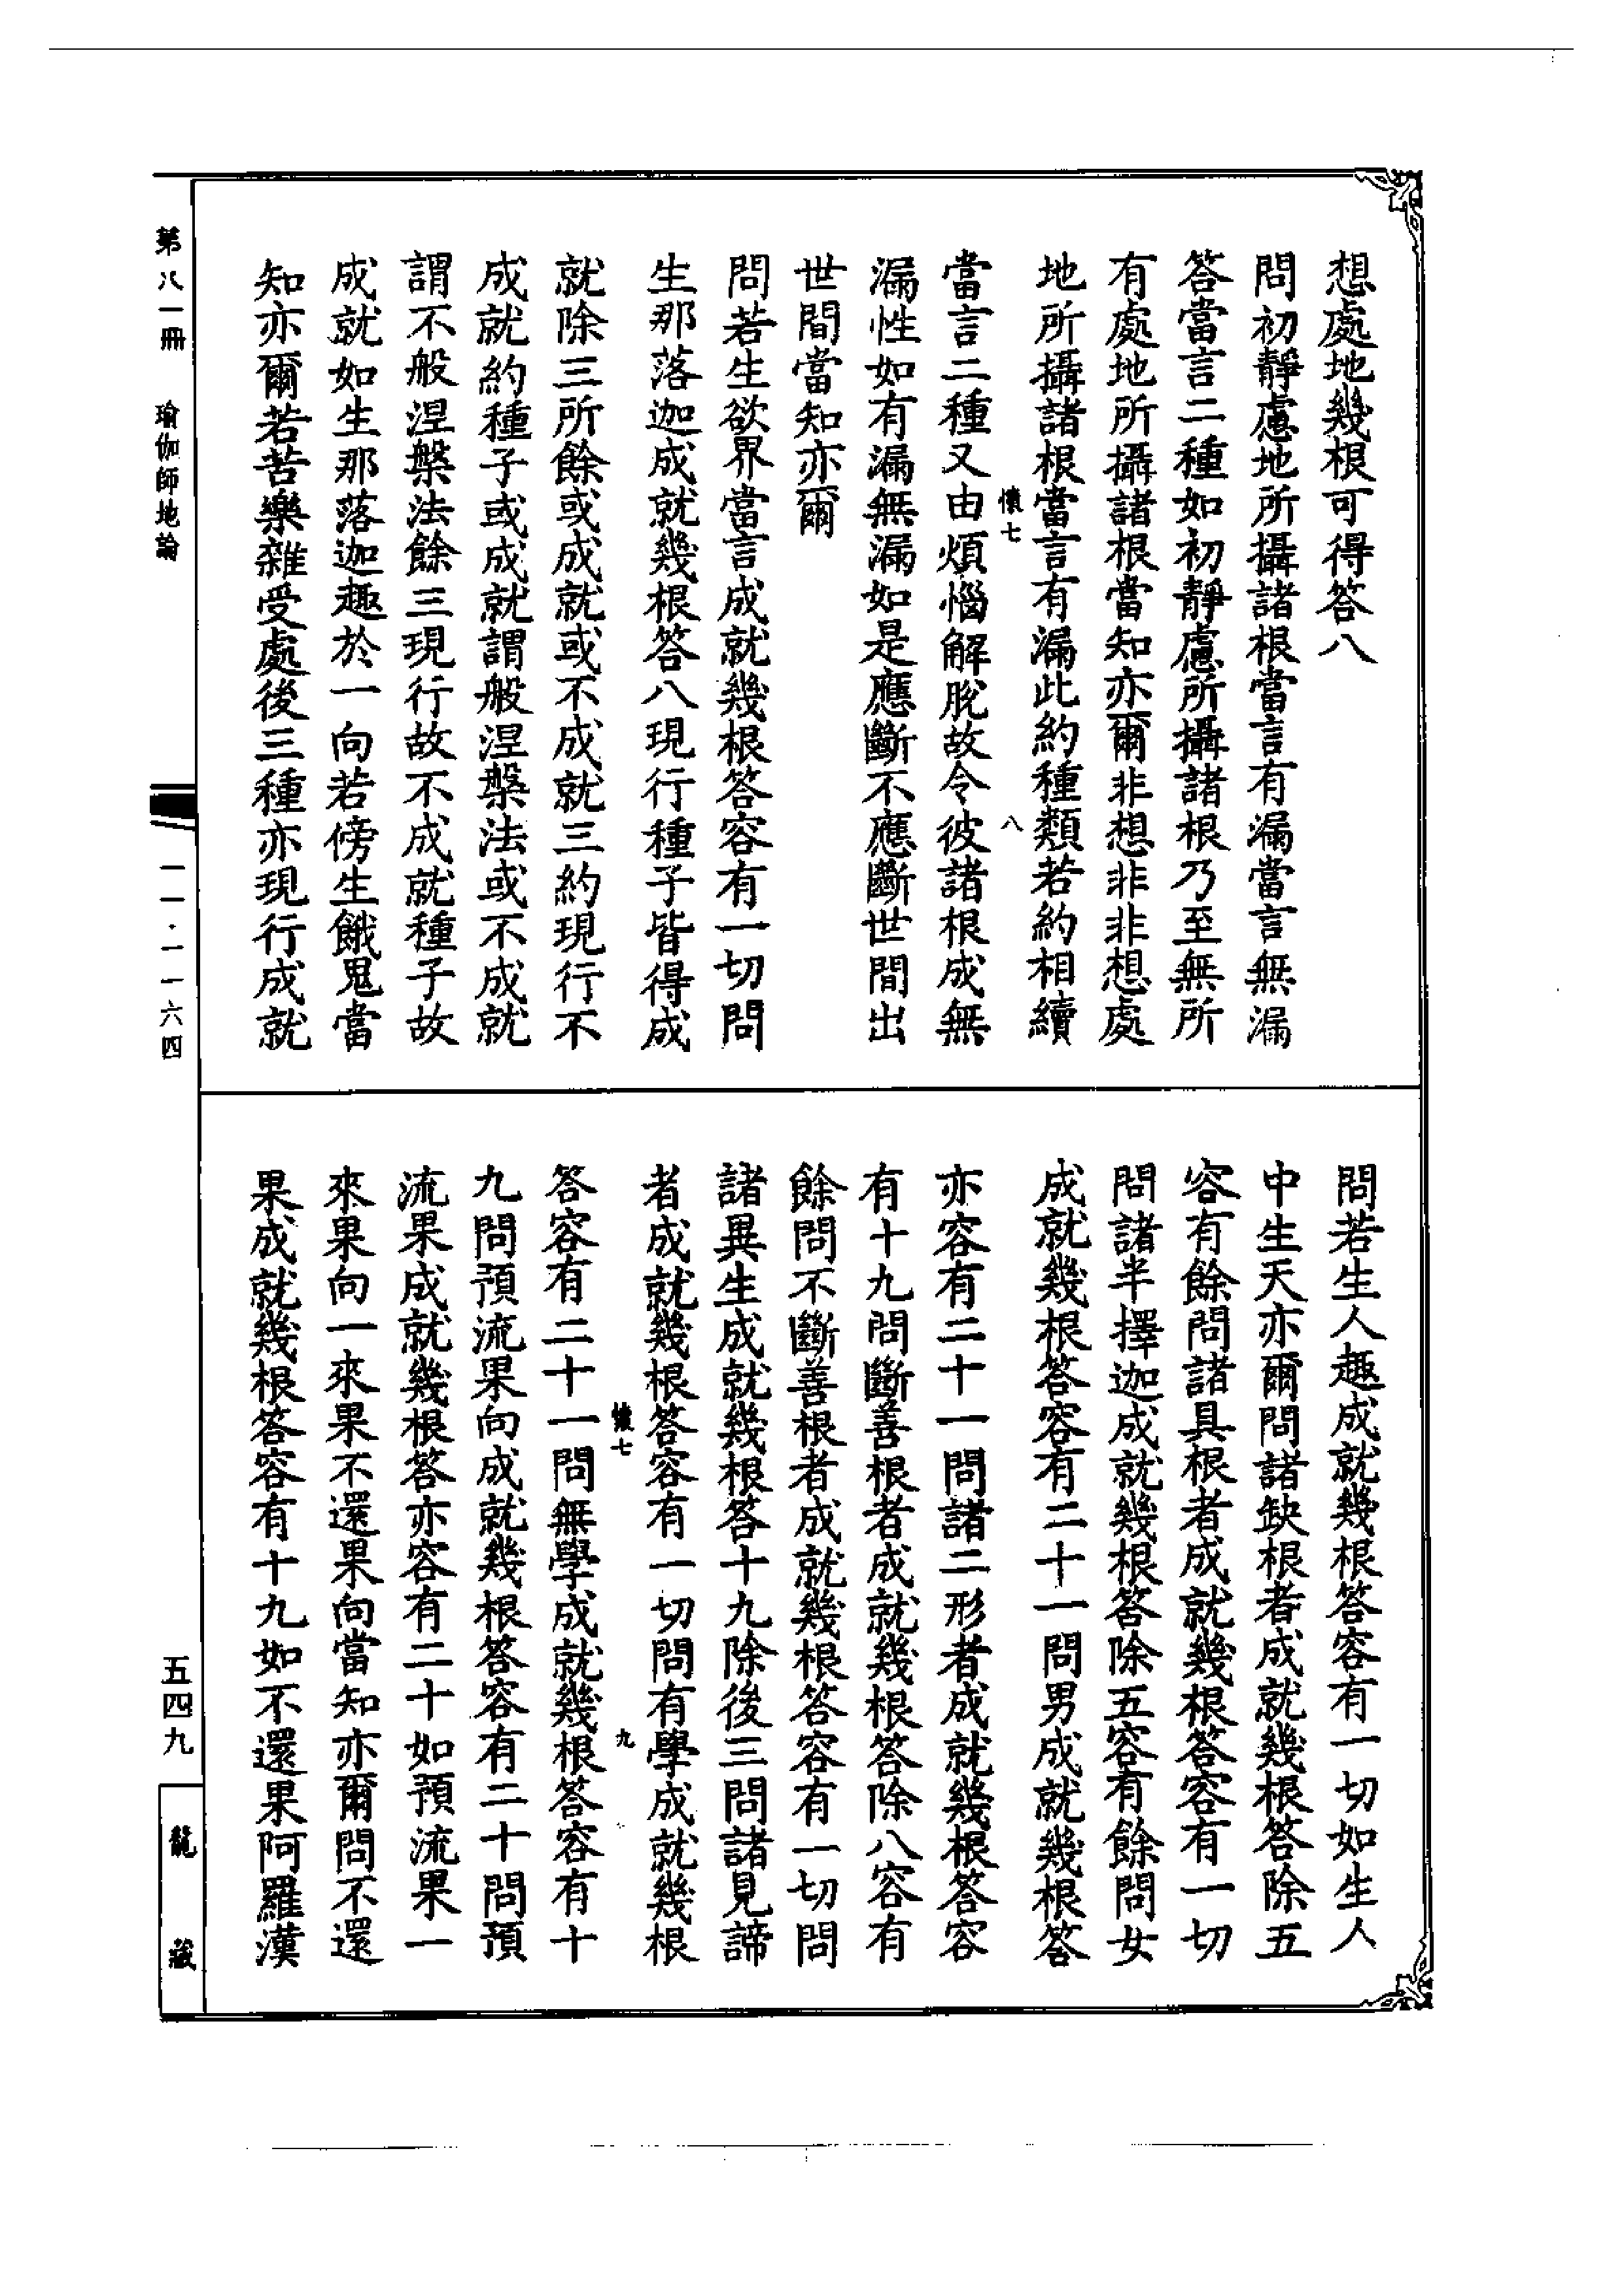 想處地幾根可得答八
問初靜慮地所攝諸根當言有漏當言無漏
答當言二種如初靜慮所攝諸根乃至無所
有處地所攝諸根當知亦爾非想非非想處
地所攝諸根當言有漏此約種類若約相續
懷七 八
當言二種又由煩惱解脫故令彼諸根成無
漏性如有漏無漏如是應斷不應斷世間出
世間當知亦爾
問若生欲界當言成就幾根答容有一切問
生那落迦成就幾根答八現行種子皆得成
就除三所餘或成就或不成就三約現行不
成就約種子或成就謂般涅槃法或不成就
謂不般涅槃法餘三現行故不成就種子故
成就如生那落迦趣於一向若傍生餓鬼當
知亦爾若苦樂雜受處後三種亦現行成就
問若生人趣成就幾根答容有一切如生人
中生天亦爾問諸缺根者成就幾根答除五
容有餘問諸具根者成就幾根答容有一切
問諸半擇迦成就幾根答除五容有餘問女
成就幾根答容有二十一問男成就幾根答
亦容有二十一問諸二形者成就幾根答容
有十九問斷善根者成就幾根答除八容有
餘問不斷善根者成就幾根答容有一切問
諸異生成就幾根答十九除後三問諸見諦
者成就幾根答容有一切問有學成就幾根
懷七 九
答容有二十一問無學成就幾根答容有十
九問預流果向成就幾根答容有二十問預
流果成就幾根答亦容有二十如預流果一
來果向一來果不還果向當知亦爾問不還
果成就幾根答容有十九如不還果阿羅漢
第八一冊 瑜伽師地論
一一·一一六四
五四九
龍藏